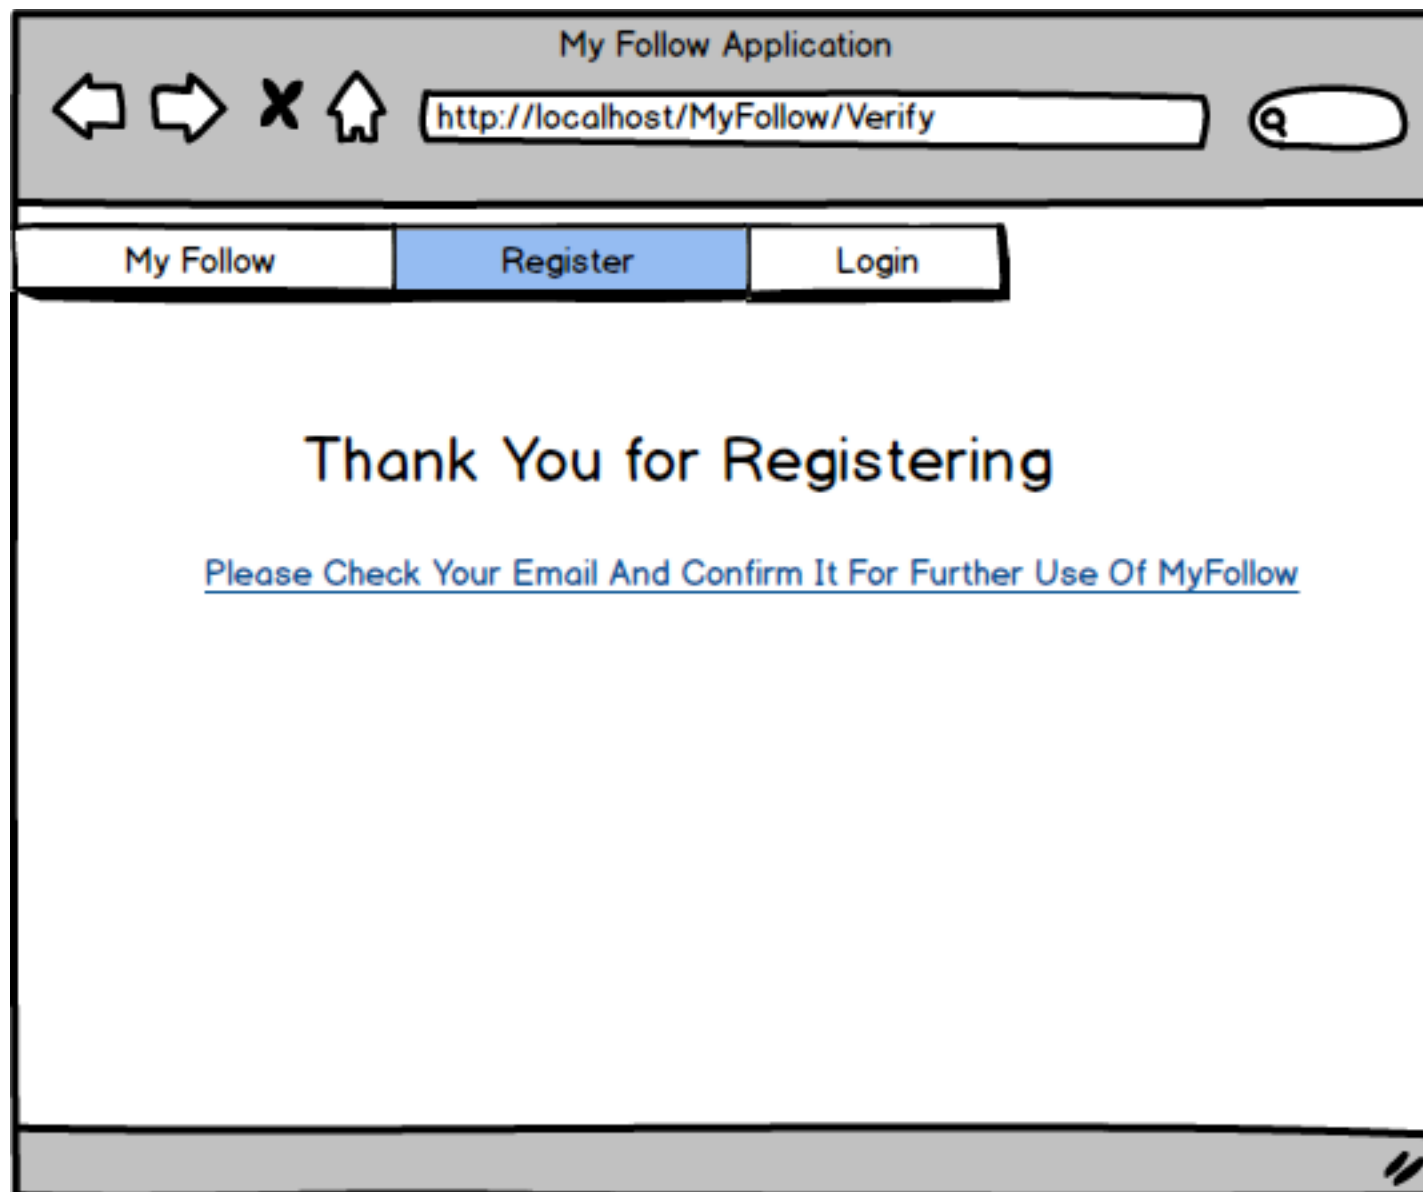 My Follow Application
http://localhost/MyFollow/Verify
My Follow Register Login
Thank You for Registering
Please Check Your Email And Confirm It For Further Use Of MyFollow